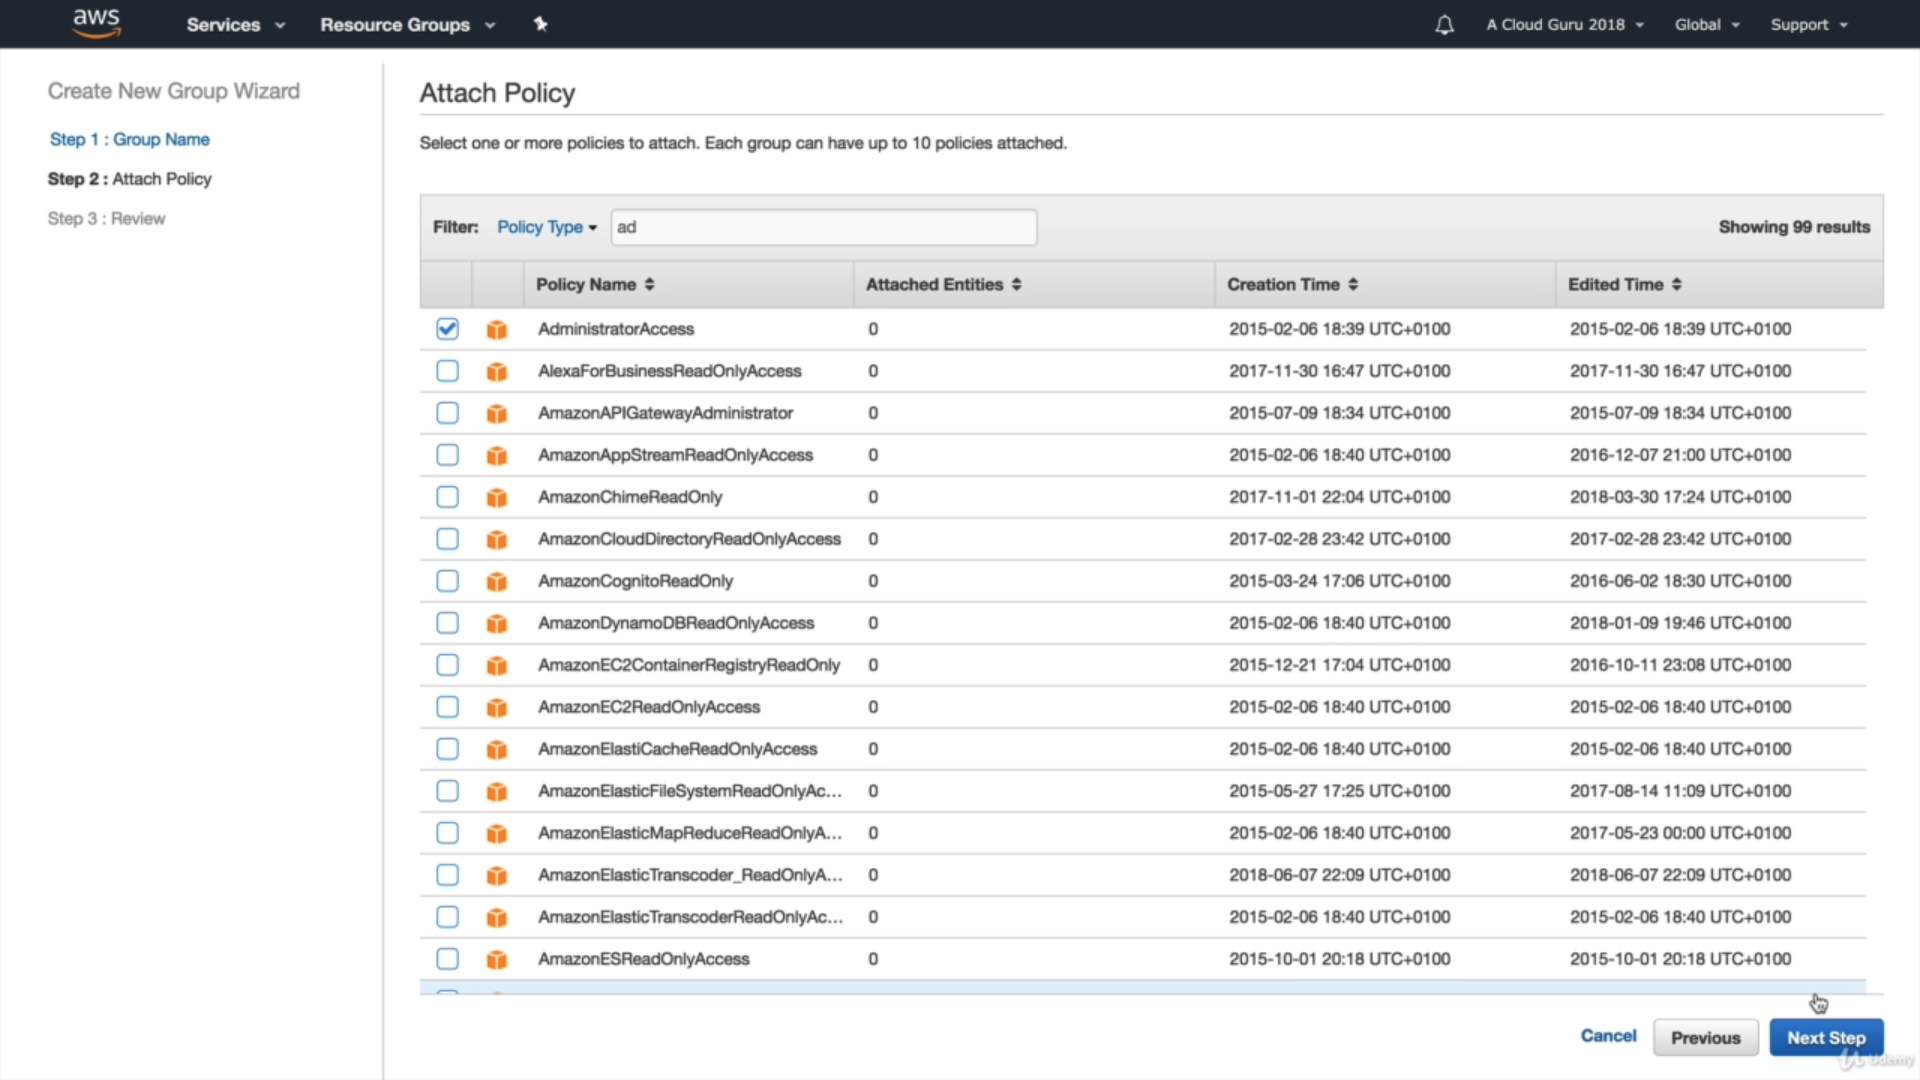 aws Services Resource Groups A Cloud Guru 2018 Global Support
Create New Group Wizard
Step 1 : Group Name
Step 2 : Attach Policy
Step 3 : Review
Attach Policy
Select one or more policies to attach. Each group can have up to 10 policies attached.
Filter: Policy Type ad Showing 99 results
Policy Name Attached Entities Creation Time Edited Time
AdministratorAccess 0 2015-02-06 18:39 UTC+0100 2015-02-06 18:39 UTC+0100
AlexaForBusinessReadOnlyAccess 0 2017-11-30 16:47 UTC+0100 2017-11-30 16:47 UTC+0100
AmazonAPIGatewayAdministrator 0 2015-07-09 18:34 UTC+0100 2015-07-09 18:34 UTC+0100
AmazonAppStreamReadOnlyAccess 0 2015-02-06 18:40 UTC+0100 2016-12-07 21:00 UTC+0100
AmazonChimeReadOnly 0 2017-11-01 22:04 UTC+0100 2018-03-30 17:24 UTC+0100
AmazonCloudDirectoryReadOnlyAccess 0 2017-02-28 23:42 UTC+0100 2017-02-28 23:42 UTC+0100
AmazonCognitoReadOnly 0 2015-03-24 17:06 UTC+0100 2016-06-02 18:30 UTC+0100
AmazonDynamoDBReadOnlyAccess 0 2015-02-06 18:40 UTC+0100 2018-01-09 19:46 UTC+0100
AmazonEC2ContainerRegistryReadOnly 0 2015-12-21 17:04 UTC+0100 2016-10-11 23:08 UTC+0100
AmazonEC2ReadOnlyAccess 0 2015-02-06 18:40 UTC+0100 2015-02-06 18:40 UTC+0100
AmazonElastiCacheReadOnlyAccess 0 2015-02-06 18:40 UTC+0100 2015-02-06 18:40 UTC+0100
AmazonElasticFileSystemReadOnlyAc... 0 2015-05-27 17:25 UTC+0100 2017-08-14 11:09 UTC+0100
AmazonElasticMapReduceReadOnlyA... 0 2015-02-06 18:40 UTC+0100 2017-05-23 00:00 UTC+0100
AmazonElasticTranscoder_ReadOnlyA... 0 2018-06-07 22:09 UTC+0100 2018-06-07 22:09 UTC+0100
AmazonElasticTranscoderReadOnlyAc... 0 2015-02-06 18:40 UTC+0100 2015-02-06 18:40 UTC+0100
AmazonESReadOnlyAccess 0 2015-10-01 20:18 UTC+0100 2015-10-01 20:18 UTC+0100
Cancel Previous Next Step
Udemy